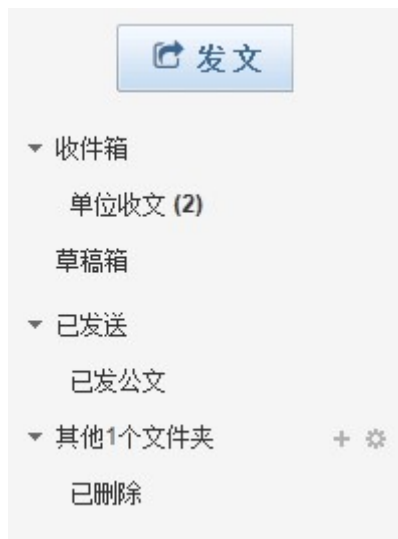 发文
收件箱
单位收文 (2)
草稿箱
已发送
已发公文
其他1个文件夹
已删除